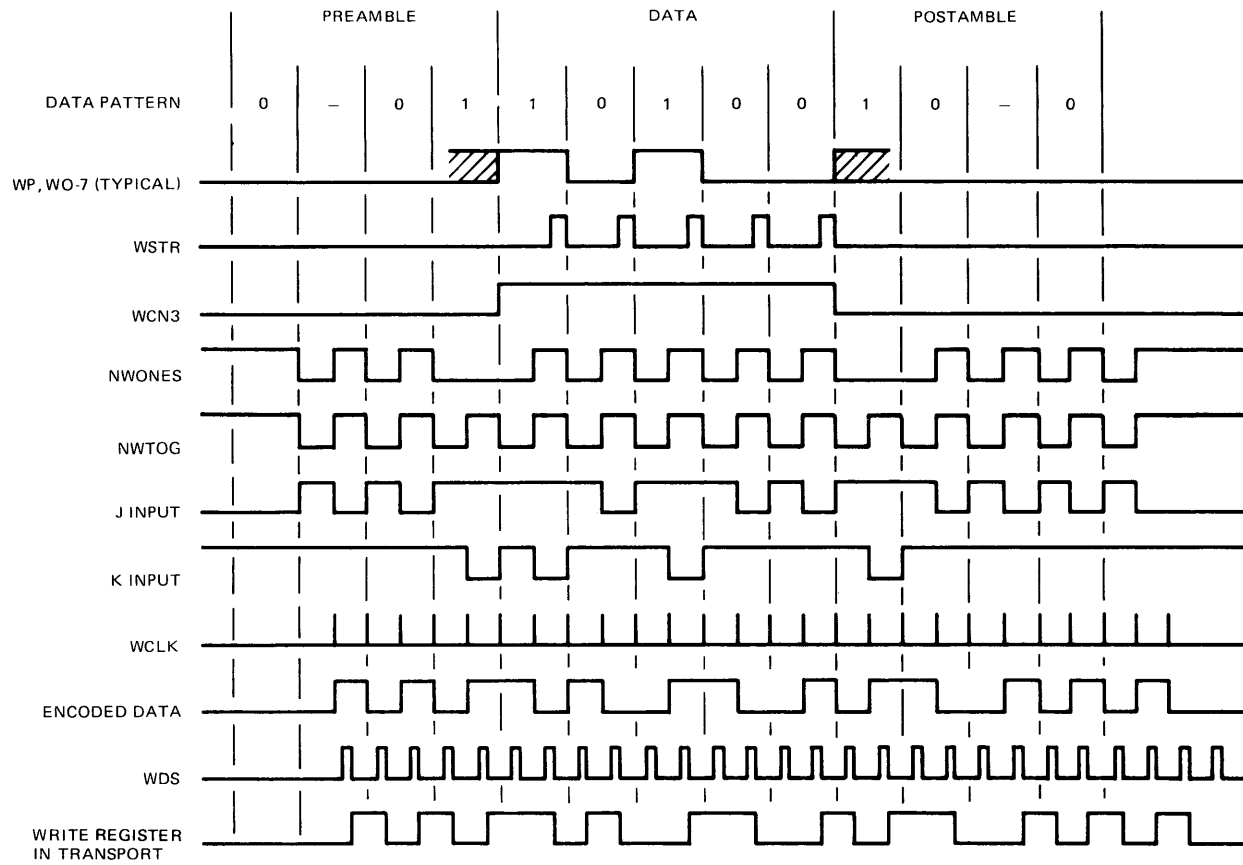 PREAMBLE DATA POSTAMBLE
DATA PATTERN 0 – 0 1 1 0 1 0 0 1 0 – 0
WP, WO-7 (TYPICAL)
WSTR
WCN3
NWONES
NWTOG
J INPUT
K INPUT
WCLK
ENCODED DATA
WDS
WRITE REGISTER
IN TRANSPORT